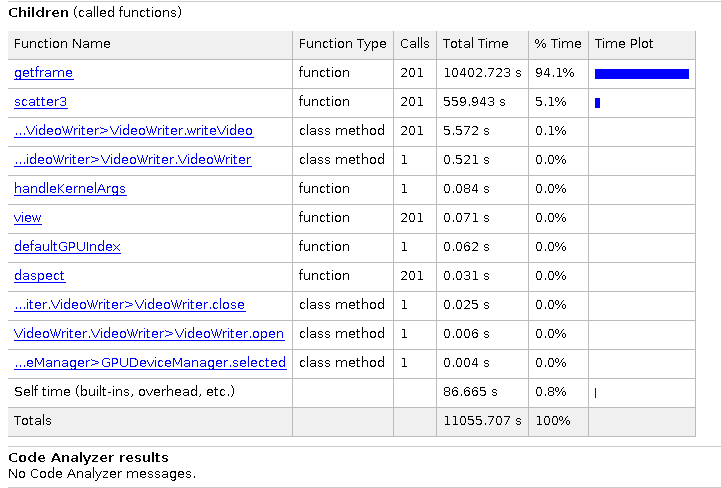 Children (called functions)
Function Name Function Type Calls Total Time % Time Time Plot
getframe function 201 10402.723 s 94.1%
scatter3 function 201 559.943 s 5.1%
...VideoWriter>VideoWriter.writeVideo class method 201 5.572 s 0.1%
...ideoWriter>VideoWriter.VideoWriter class method 1 0.521 s 0.0%
handleKernelArgs function 1 0.084 s 0.0%
view function 201 0.071 s 0.0%
defaultGPUIndex function 1 0.062 s 0.0%
daspect function 201 0.031 s 0.0%
...iter.VideoWriter>VideoWriter.close class method 1 0.025 s 0.0%
VideoWriter.VideoWriter>VideoWriter.open class method 1 0.006 s 0.0%
...eManager>GPUDeviceManager.selected class method 1 0.004 s 0.0%
Self time (built-ins, overhead, etc.) 86.665 s 0.8%
Totals 11055.707 s 100%
Code Analyzer results
No Code Analyzer messages.